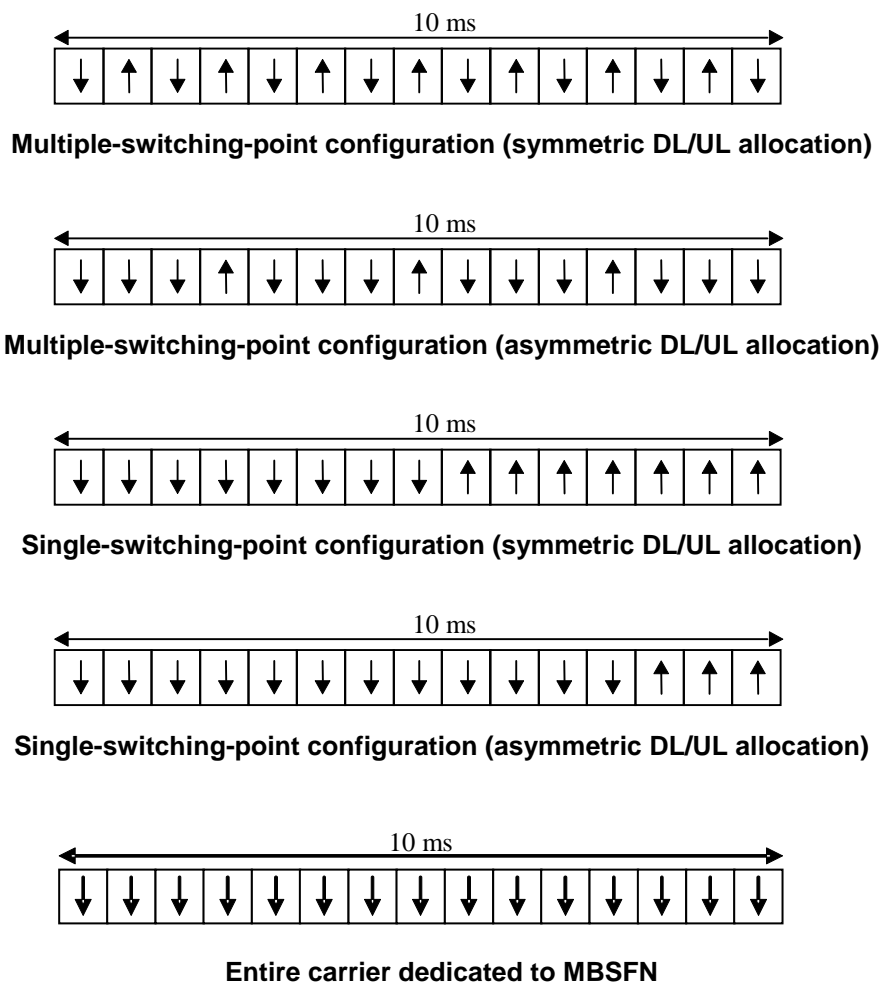 10 ms
Multiple-switching-point configuration (symmetric DL/UL allocation)
10 ms
Multiple-switching-point configuration (asymmetric DL/UL allocation)
10 ms
Single-switching-point configuration (symmetric DL/UL allocation)
10 ms
Single-switching-point configuration (asymmetric DL/UL allocation)
10 ms
Entire carrier dedicated to MBSFN